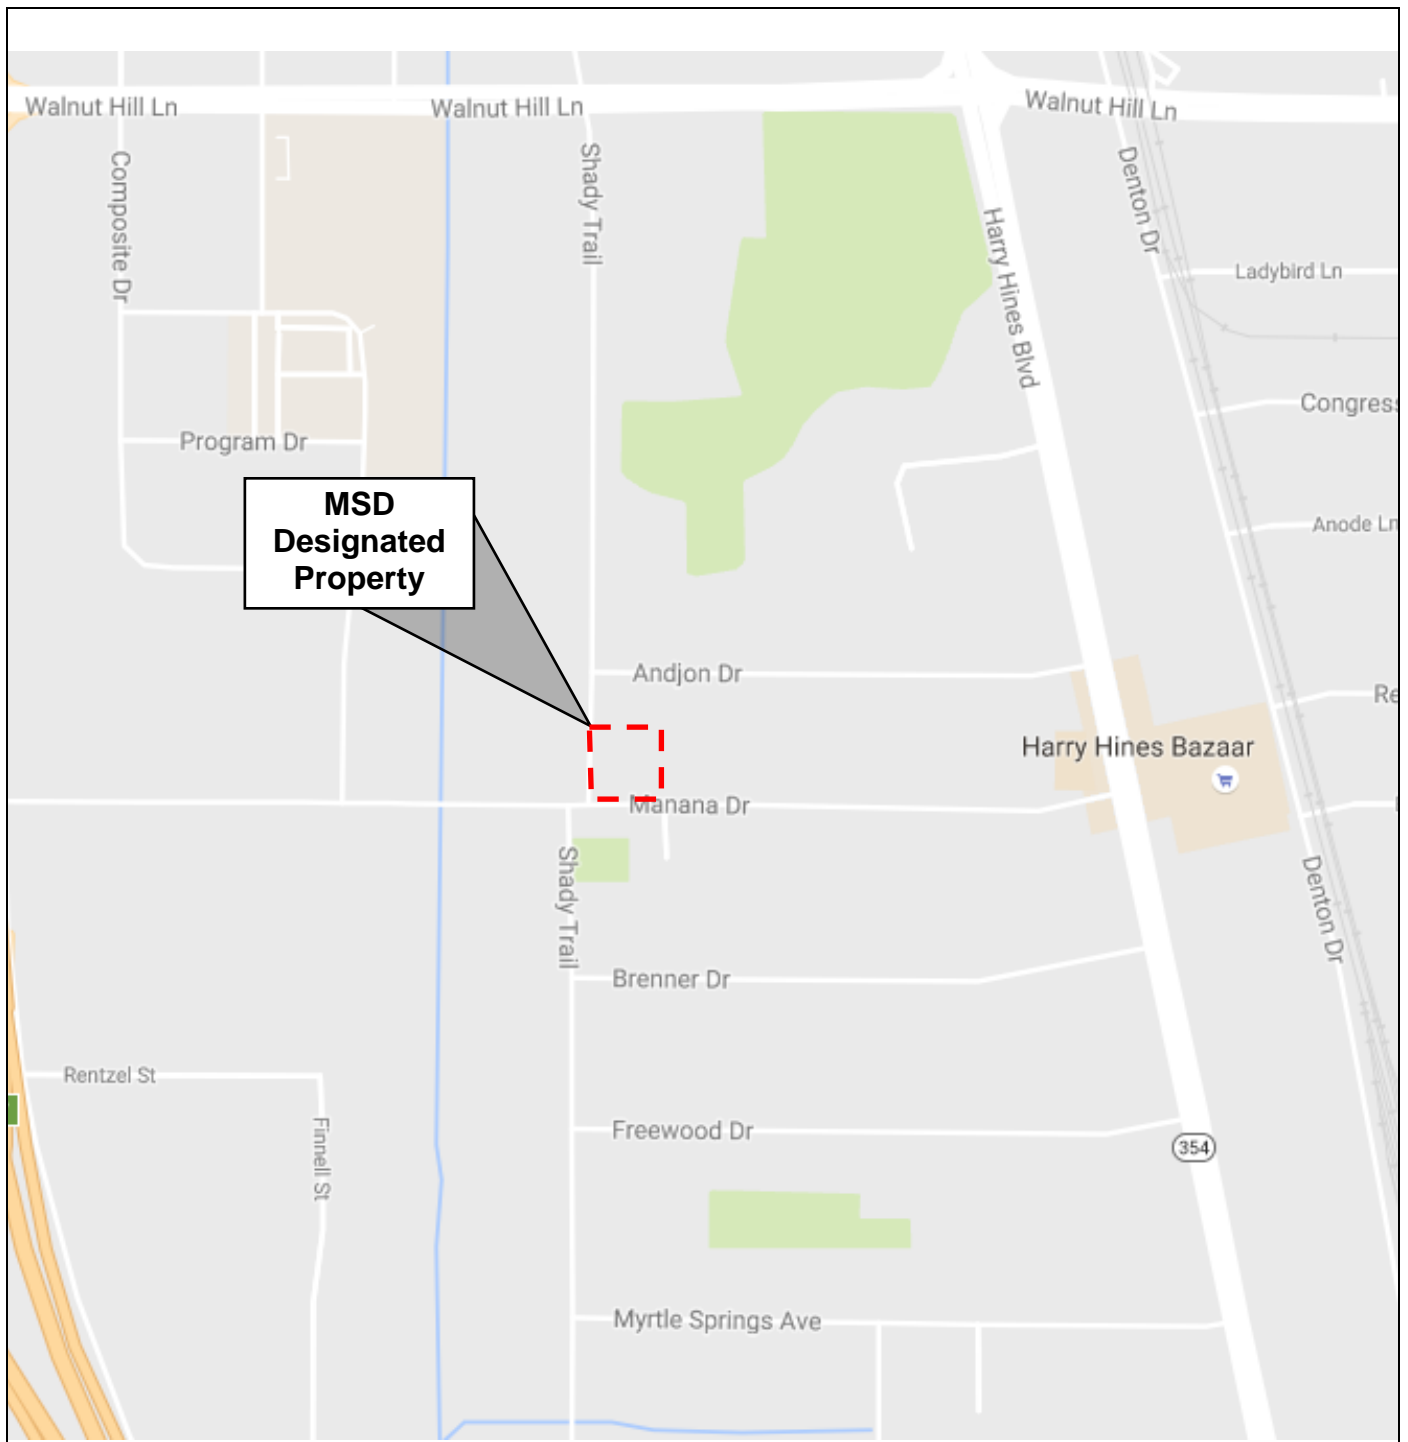 Walnut Hill Ln
Walnut Hill Ln
Walnut Hill Ln
Composite Dr
Shady Trail
Denton Dr
Harry Hines Blvd
Ladybird Ln
Congress
Program Dr
MSD
Designated
Property
Anode Ln
Andjon Dr
Re
Harry Hines Bazaar
Manana Dr
Shady Trail
Denton Dr
Brenner Dr
Rentzel St
Finnell St
Freewood Dr
354
Myrtle Springs Ave